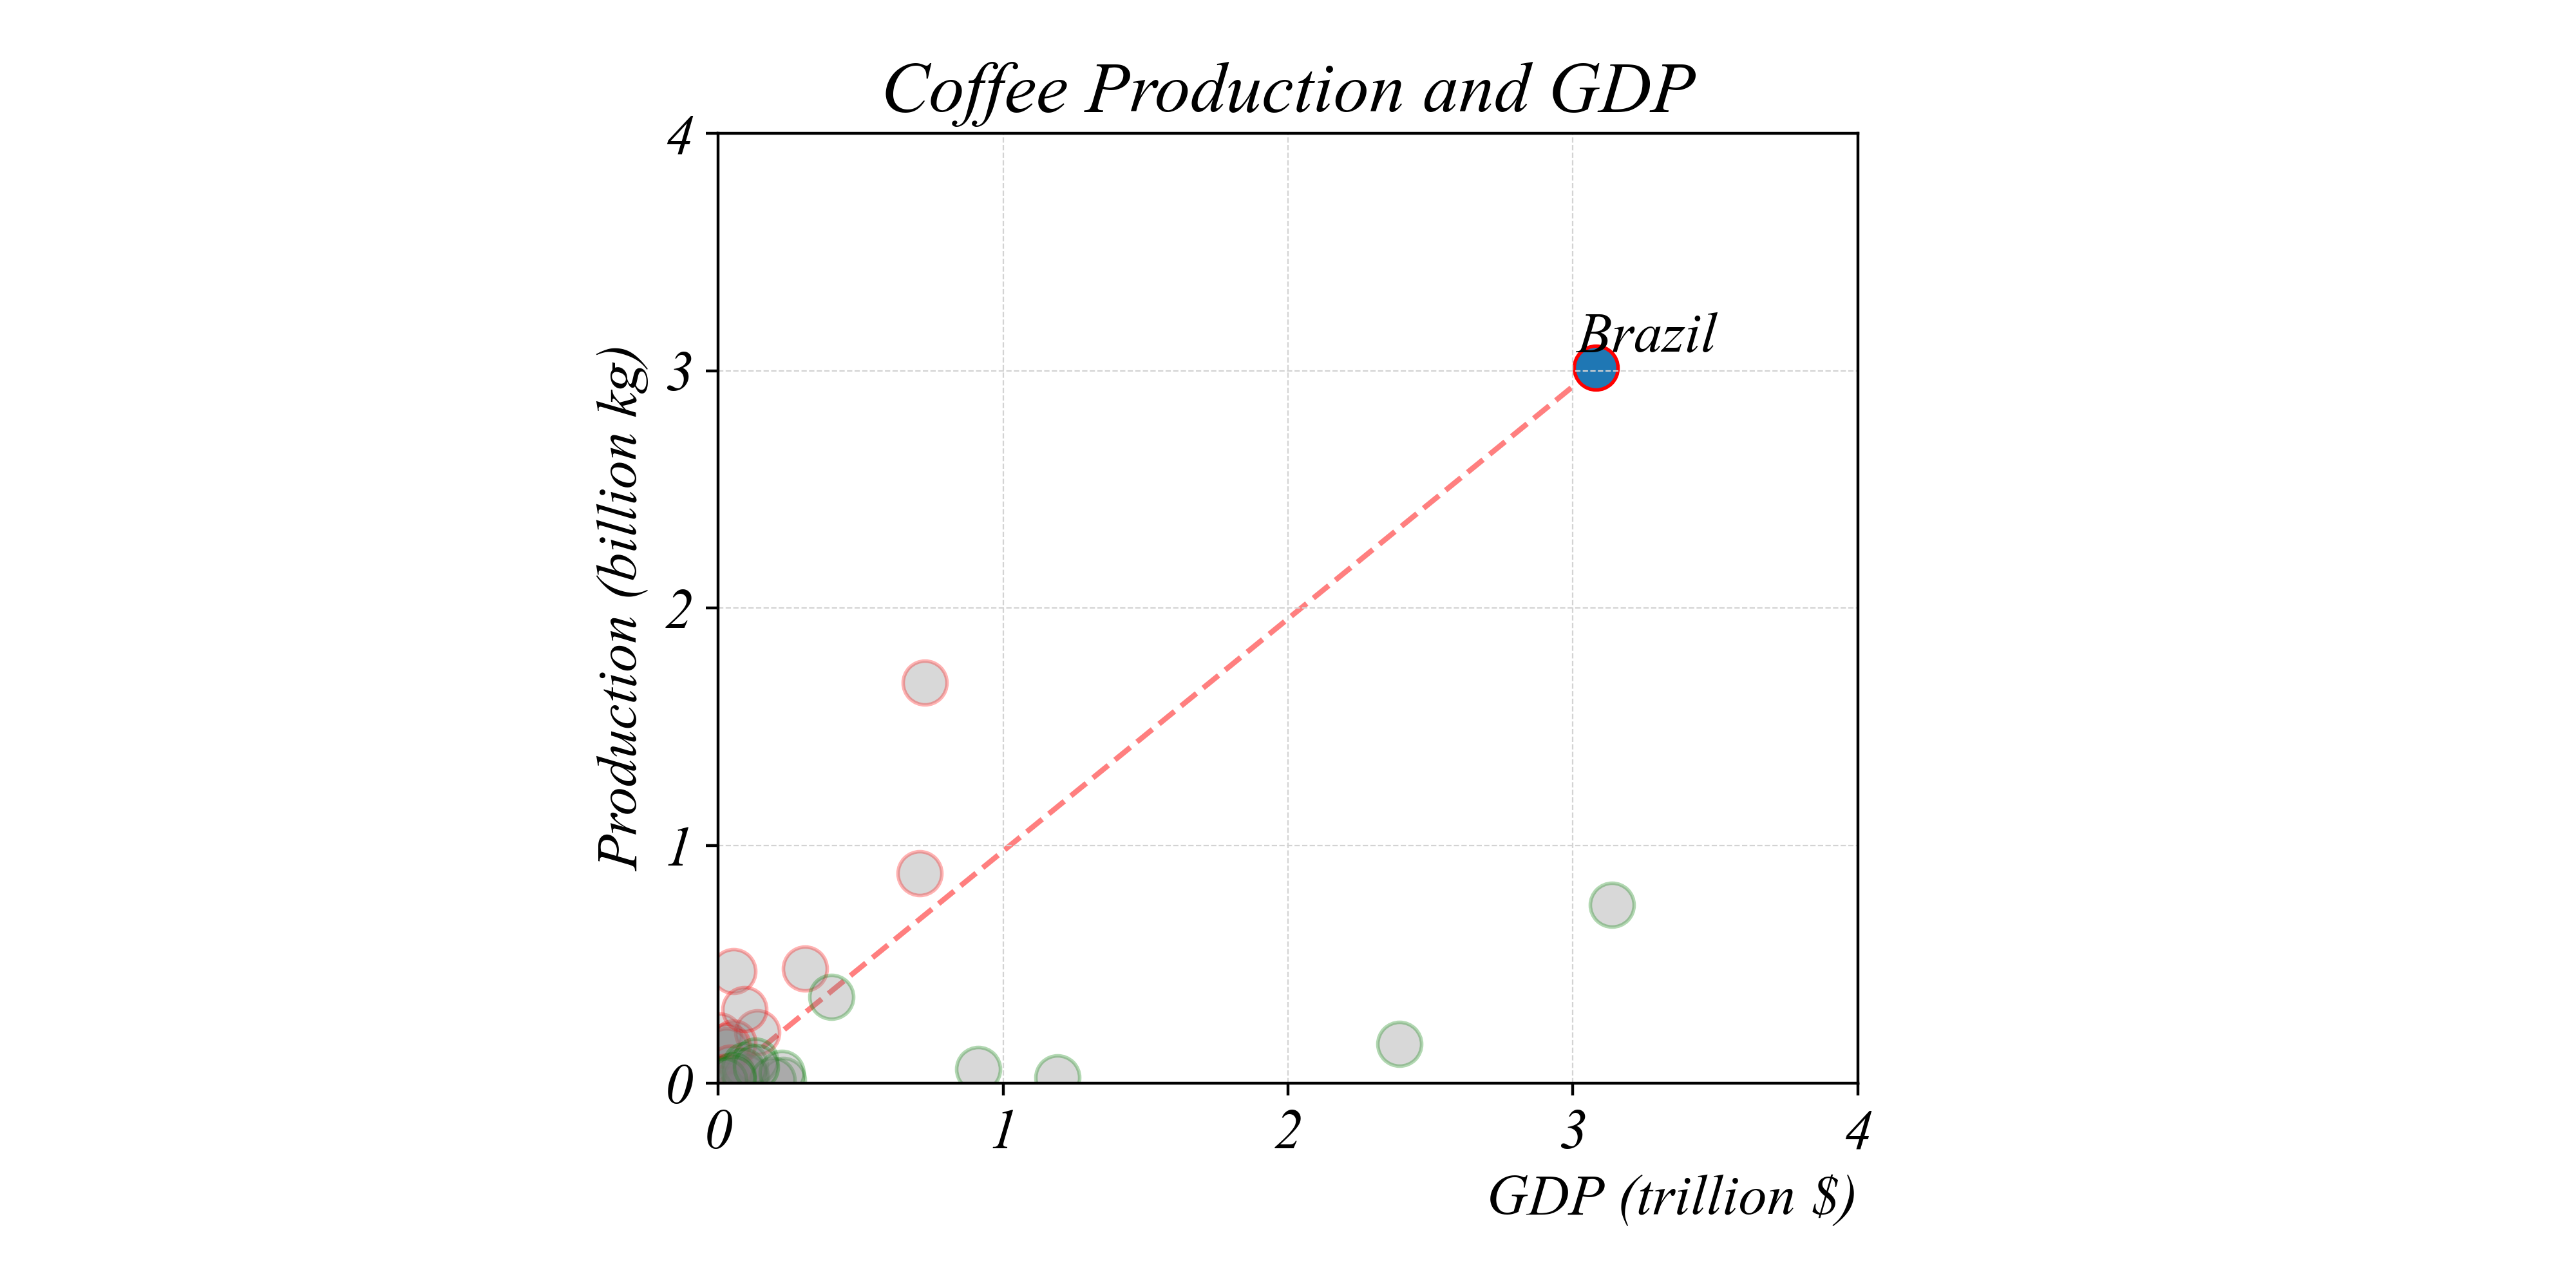 Coffee Production and GDP
4
3
2
1
0
Production (billion kg)
Brazil
0 1 2 3 4
GDP (trillion $)